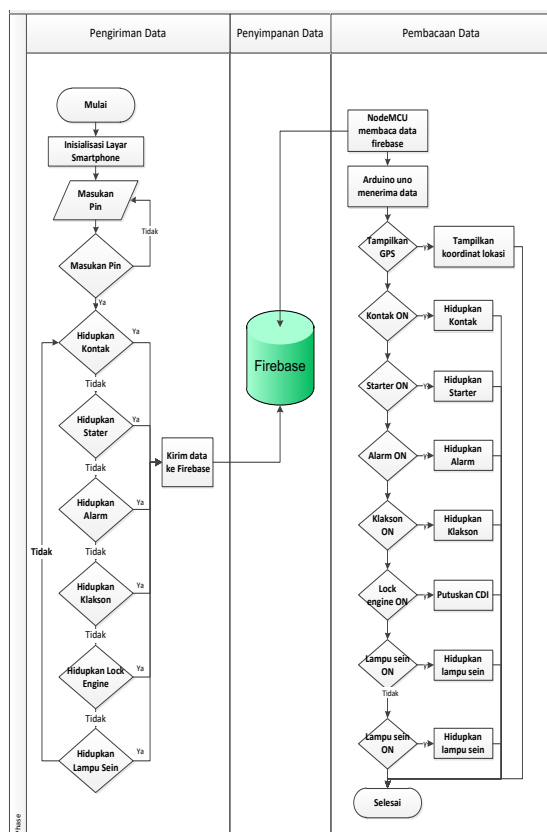 Pengiriman Data
Penyimpanan Data
Pembacaan Data
Mulai
Inisialisasi Layar
Smartphone
Masukan
Pin
Tidak
Masukan Pin
Ya
Hidupkan
Kontak
Ya
Tidak
Hidupkan
Stater
Ya
Tidak
Hidupkan
Alarm
Ya
Tidak
Tidak
Hidupkan
Klakson
Ya
Tidak
Hidupkan Lock
Engine
Ya
Tidak
Hidupkan
Lampu Sein
Ya
Kirim data
ke Firebase
Firebase
NodeMCU
membaca data
firebase
Arduino uno
menerima data
Tampilkan
GPS
y
Tampilkan
koordinat lokasi
Kontak ON
y
Hidupkan
Kontak
Starter ON
y
Hidupkan
Starter
Alarm ON
y
Hidupkan
Alarm
Klakson
ON
y
Hidupkan
Klakson
Lock
engine ON
y
Putuskan CDI
Lampu sein
ON
y
Hidupkan
lampu sein
Tidak
Lampu sein
ON
y
Hidupkan
lampu sein
Selesai
Phase